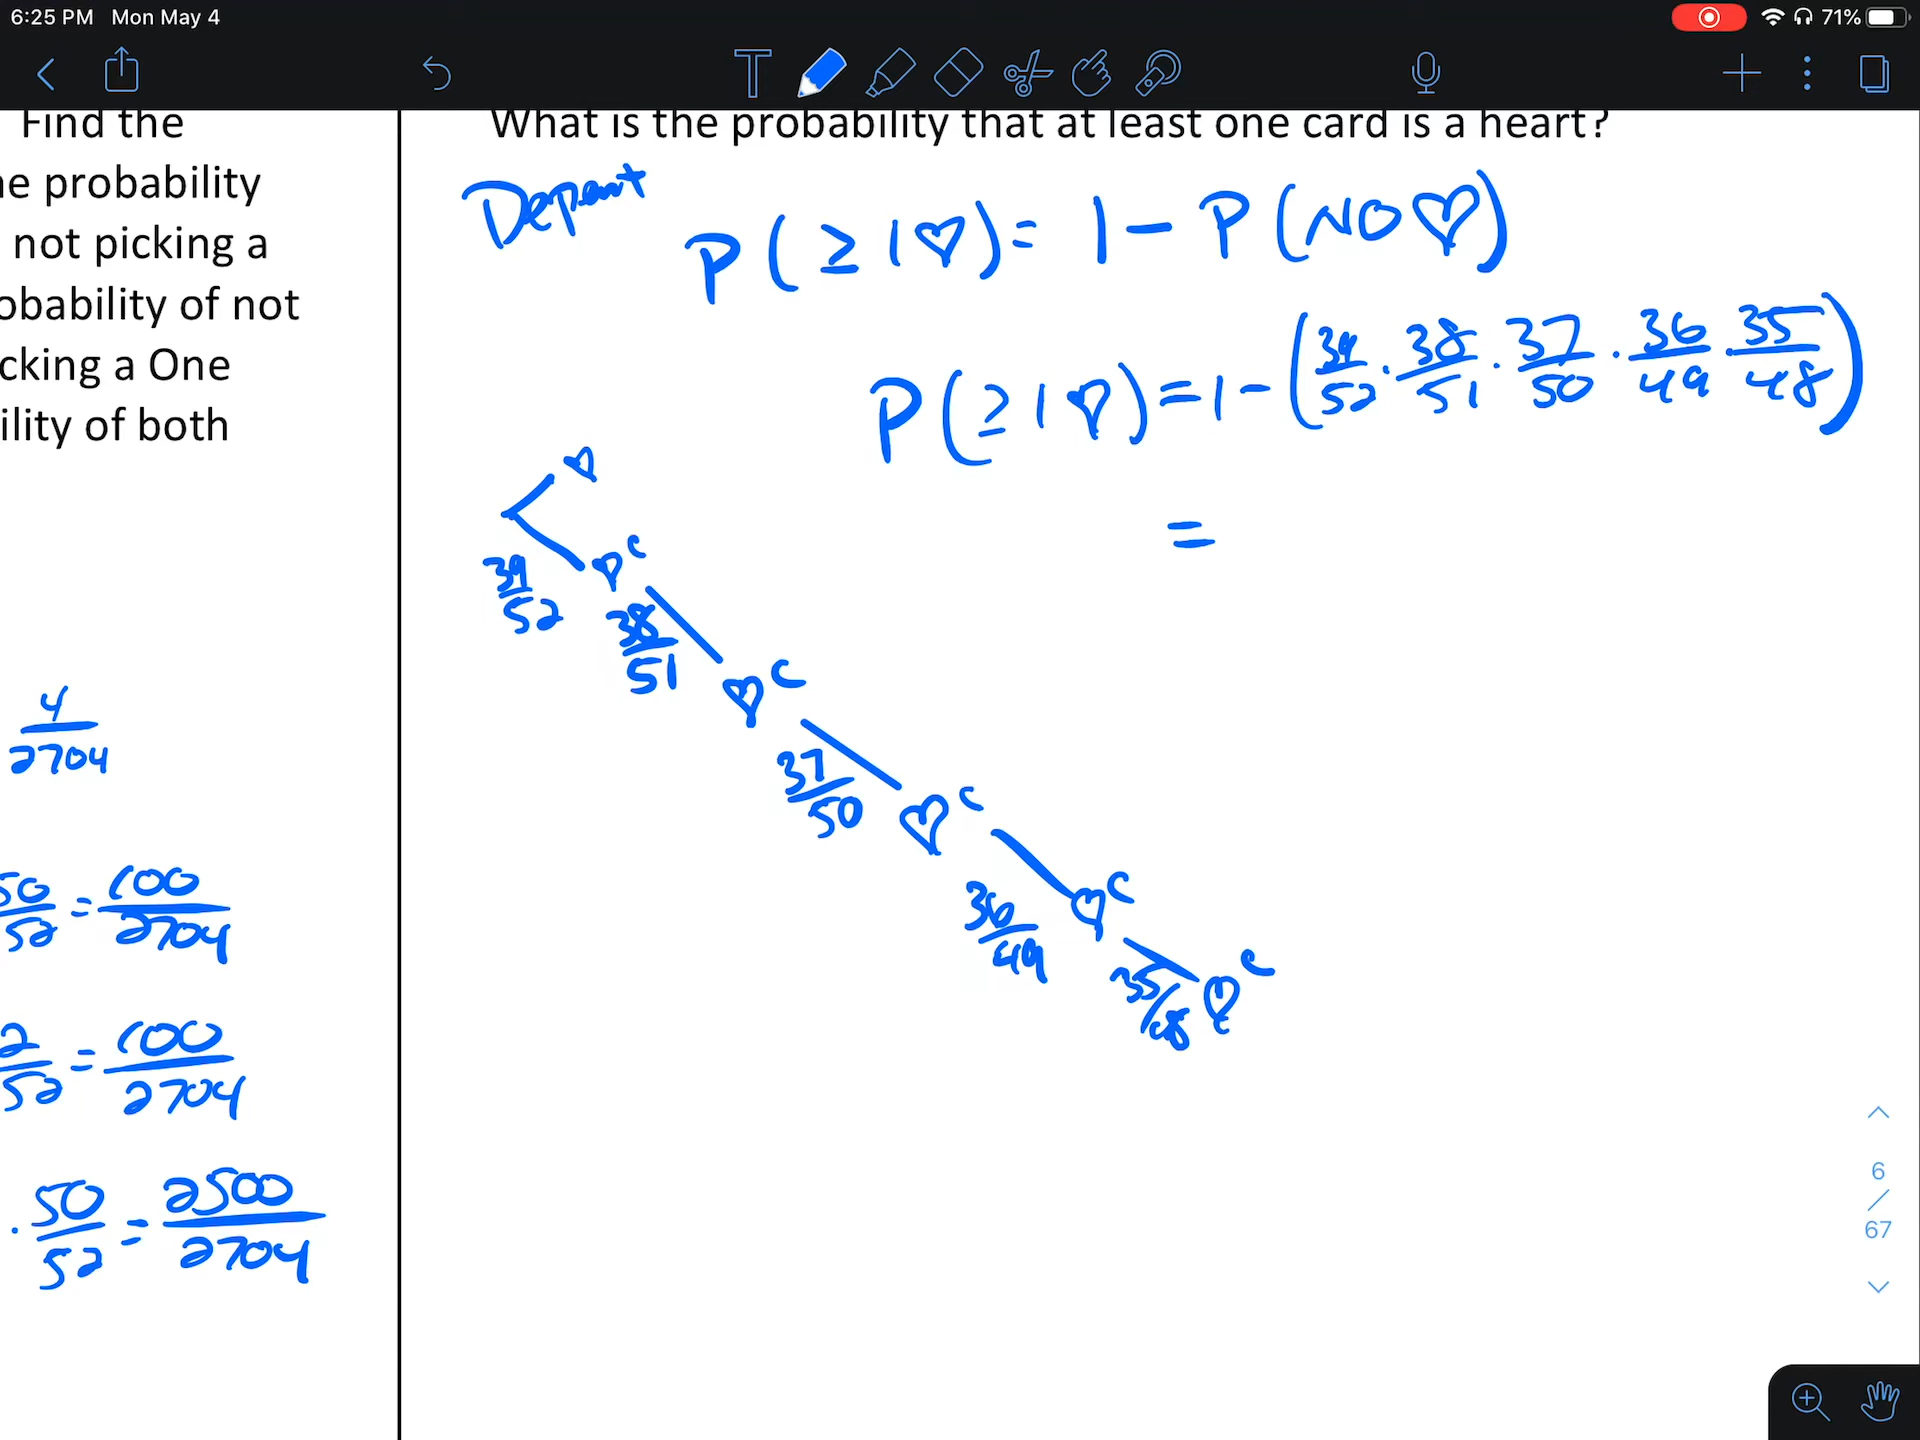 6:25 PM Mon May 4
71%
Find the
e probability
not picking a
obability of not
cking a One
ility of both
4/2704
50/52 = 100/2704
2/52 = 100/2704
· 50/52 = 2500/2704
What is the probability that at least one card is a heart?
P(≥1♡) = 1 - P(NO♡)
P(≥1♡) = 1 - (39/52 · 38/51 · 37/50 · 36/49 · 35/48)
=
♡
39/52 ♡ᶜ
38/51 ♡ᶜ
37/50 ♡ᶜ
36/49 ♡ᶜ
35/48 ♡ᶜ
6
/
67